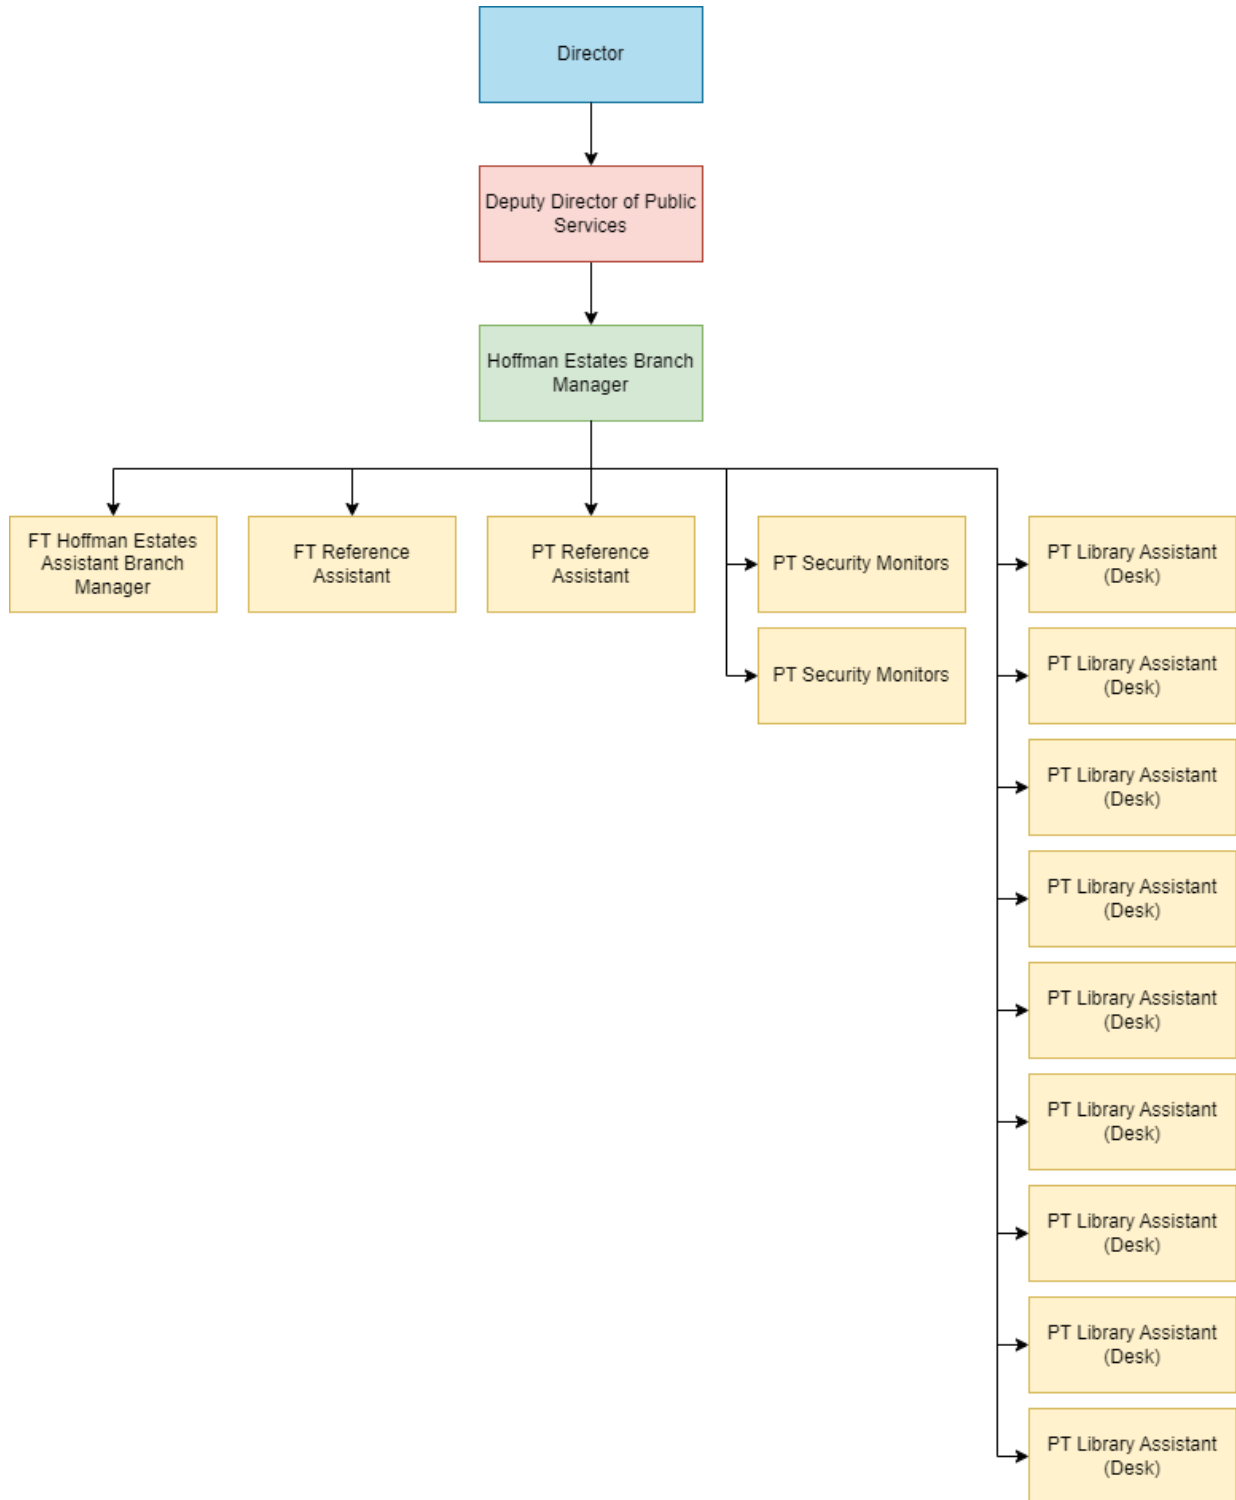 Director
Deputy Director of Public
Services
Hoffman Estates Branch
Manager
FT Hoffman Estates
Assistant Branch
Manager
FT Reference
Assistant
PT Reference
Assistant
PT Security Monitors
PT Security Monitors
PT Library Assistant
(Desk)
PT Library Assistant
(Desk)
PT Library Assistant
(Desk)
PT Library Assistant
(Desk)
PT Library Assistant
(Desk)
PT Library Assistant
(Desk)
PT Library Assistant
(Desk)
PT Library Assistant
(Desk)
PT Library Assistant
(Desk)